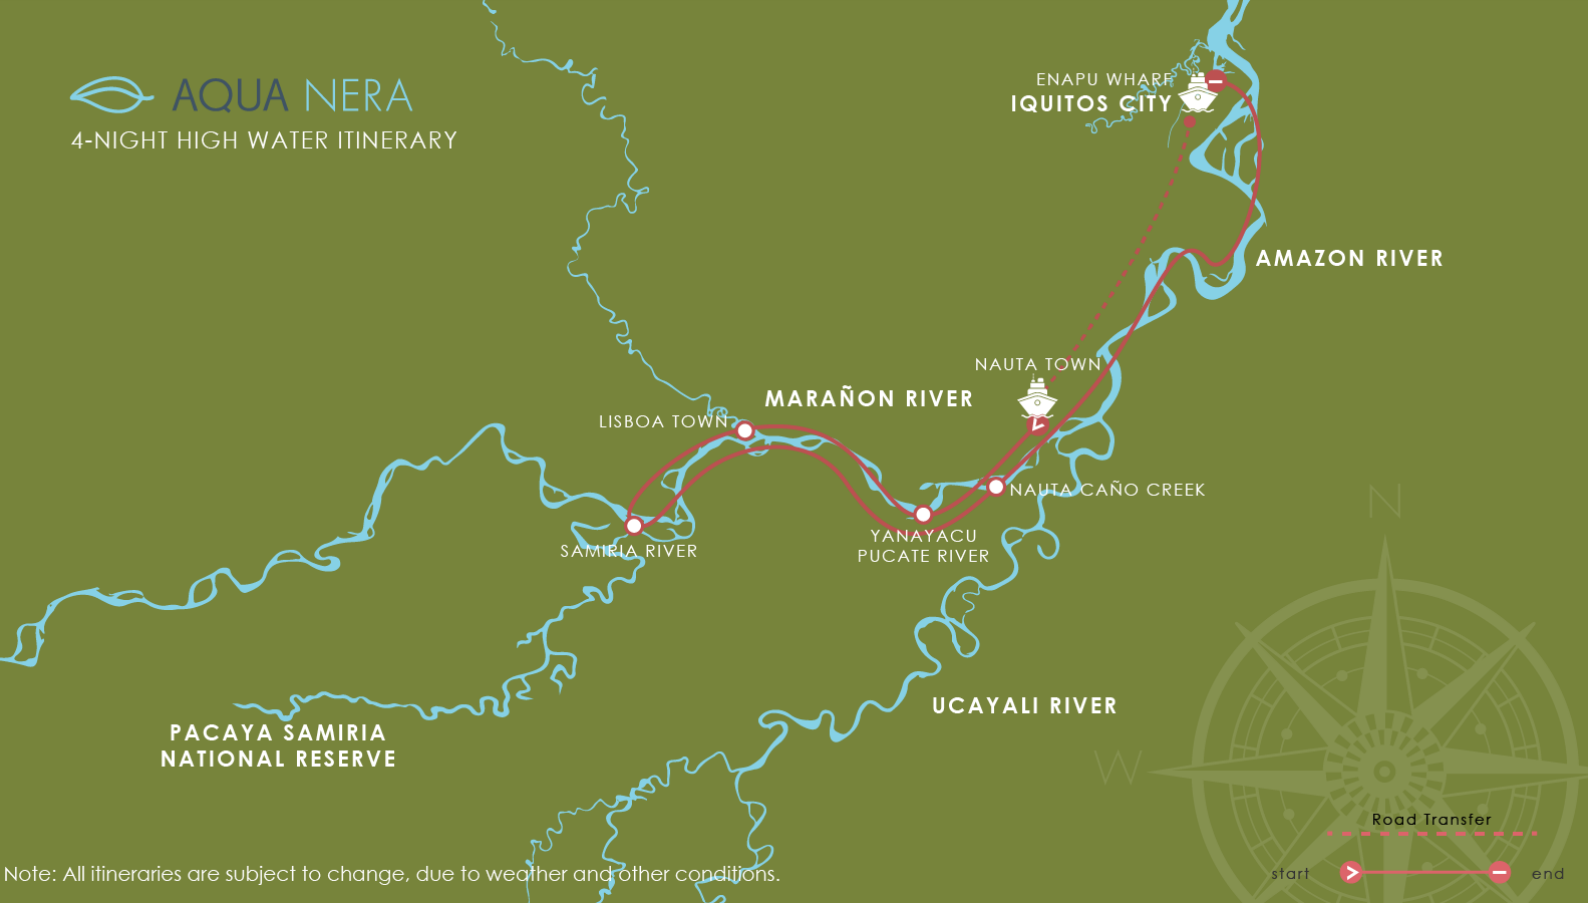 AQUA NERA
4-NIGHT HIGH WATER ITINERARY
ENAPU WHARF
IQUITOS CITY
AMAZON RIVER
NAUTA TOWN
MARAÑON RIVER
LISBOA TOWN
NAUTA CAÑO CREEK
YANAYACU
PUCATE RIVER
SAMIRIA RIVER
N
UCAYALI RIVER
PACAYA SAMIRIA
NATIONAL RESERVE
W
Road Transfer
start
end
Note: All itineraries are subject to change, due to weather and other conditions.